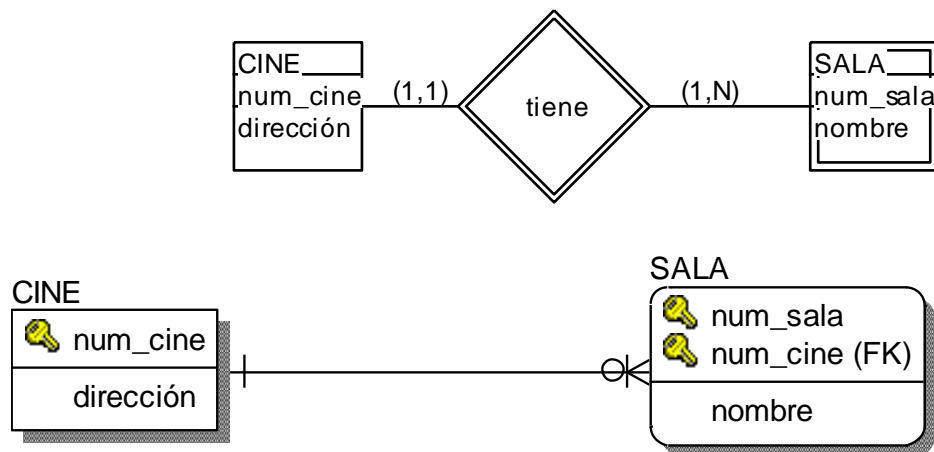 CINE
num_cine
dirección
(1,1)
tiene
(1,N)
SALA
num_sala
nombre
CINE
num_cine
dirección
SALA
num_sala
num_cine (FK)
nombre